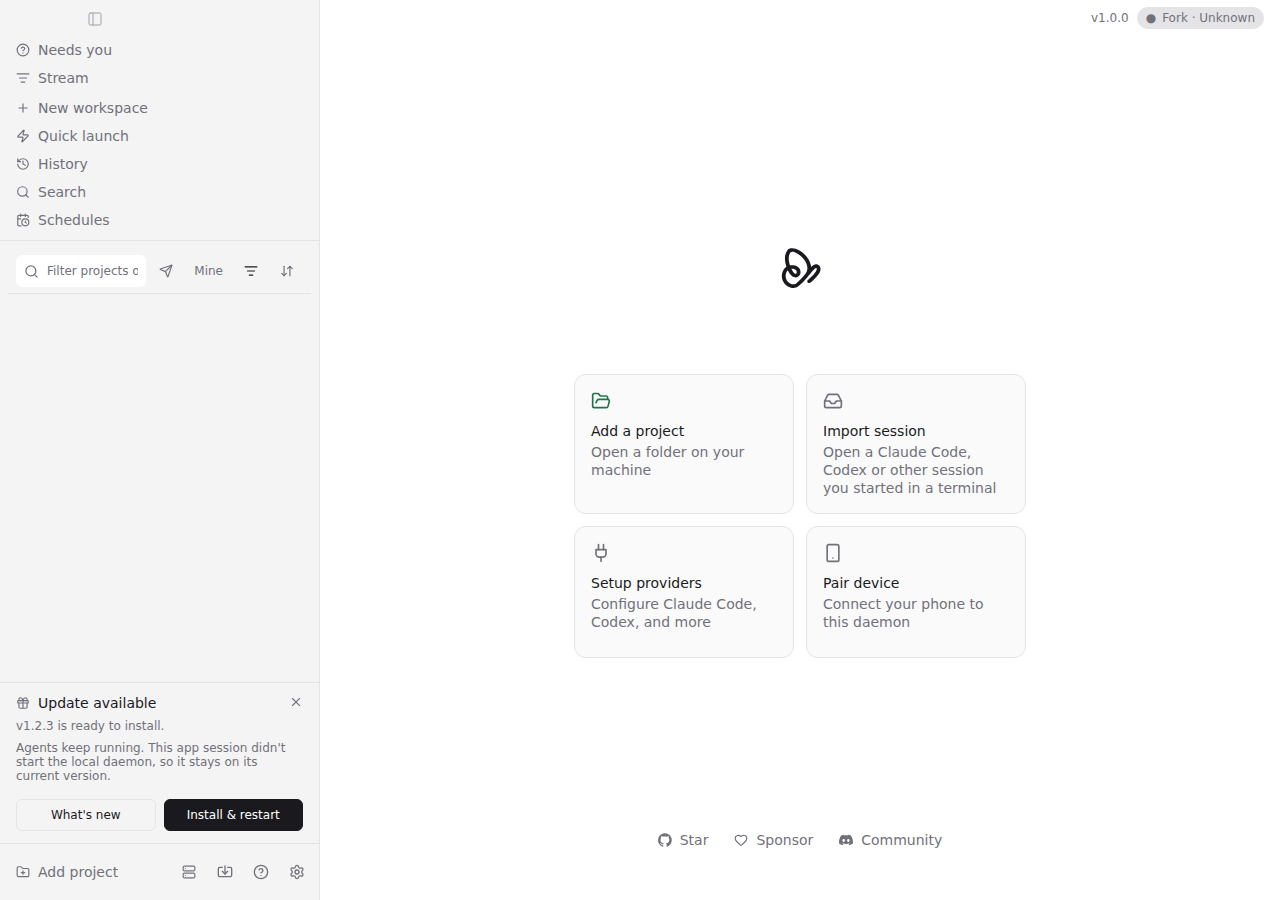 v1.0.0
Fork · Unknown
Needs you
Stream
New workspace
Quick launch
History
Search
Schedules
Filter projects o
Mine
Add a project
Open a folder on your
machine
Import session
Open a Claude Code,
Codex or other session
you started in a terminal
Setup providers
Configure Claude Code,
Codex, and more
Pair device
Connect your phone to
this daemon
Update available
v1.2.3 is ready to install.
Agents keep running. This app session didn't
start the local daemon, so it stays on its
current version.
What's new
Install & restart
Add project
Star
Sponsor
Community